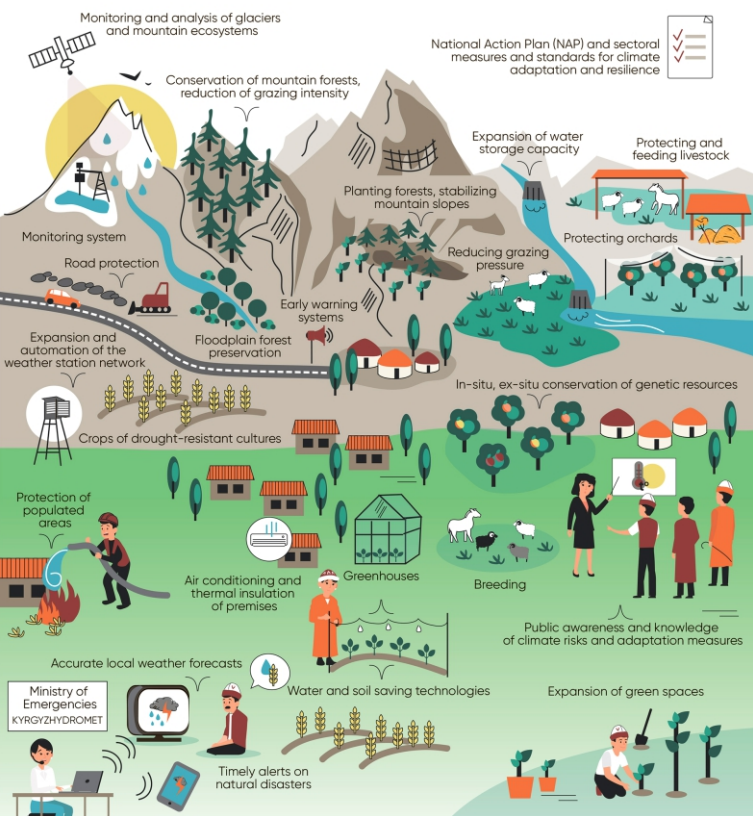 Monitoring and analysis of glaciers
and mountain ecosystems
National Action Plan (NAP) and sectoral
measures and standards for climate
adaptation and resilience
Conservation of mountain forests,
reduction of grazing intensity
Expansion of water
storage capacity
Protecting and
feeding livestock
Planting forests, stabilizing
mountain slopes
Monitoring system
Protecting orchards
Reducing grazing
pressure
Road protection
Early warning
systems
Floodplain forest
preservation
Expansion and
automation of the
weather station network
In-situ, ex-situ conservation of genetic resources
Crops of drought-resistant cultures
Protection of
populated
areas
Air conditioning and
thermal insulation
of premises
Greenhouses
Breeding
Public awareness and knowledge
of climate risks and adaptation measures
Accurate local weather forecasts
Water and soil saving technologies
Expansion of green spaces
Ministry of
Emergencies
KYRGYZHYDROMET
Timely alerts on
natural disasters